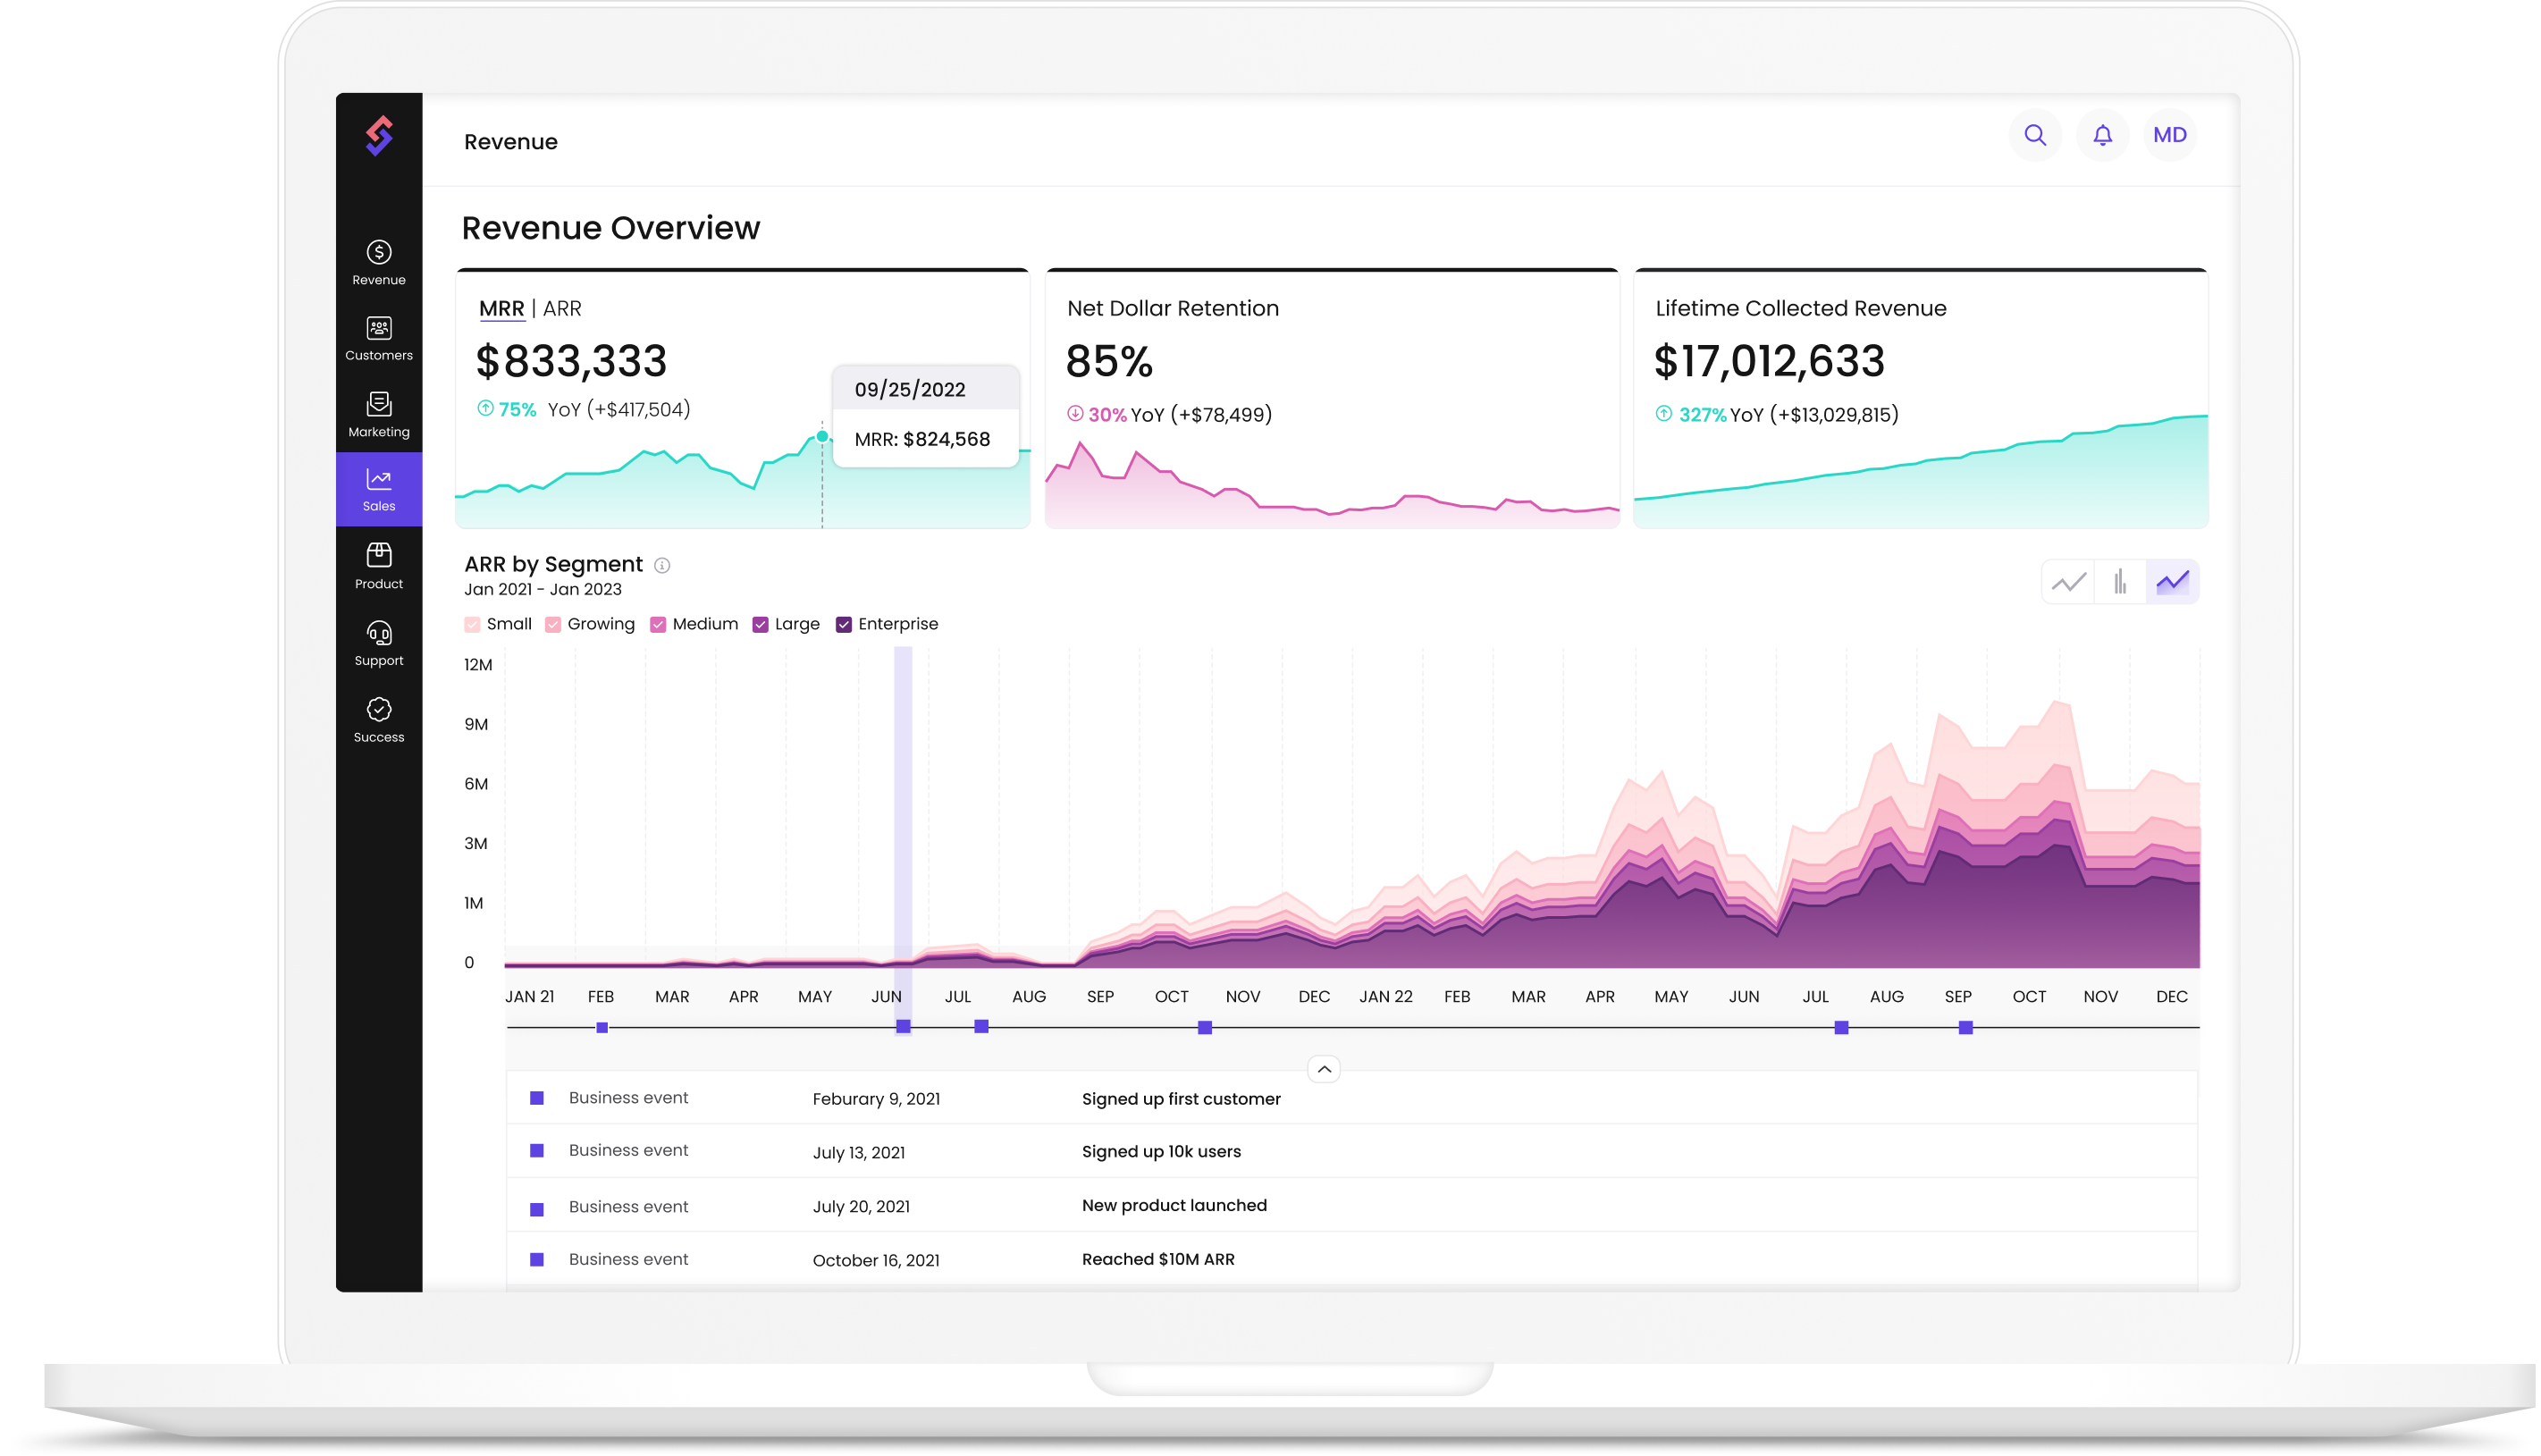 Revenue
MD
Revenue
Customers
Marketing
Sales
Product
Support
Success
Revenue Overview
MRR | ARR
$833,333
75% YoY (+$417,504)
09/25/2022
MRR: $824,568
Net Dollar Retention
85%
30% YoY (+$78,499)
Lifetime Collected Revenue
$17,012,633
327% YoY (+$13,029,815)
ARR by Segment
Jan 2021 - Jan 2023
Small Growing Medium Large Enterprise
12M
9M
6M
3M
1M
0
JAN 21 FEB MAR APR MAY JUN JUL AUG SEP OCT NOV DEC JAN 22 FEB MAR APR MAY JUN JUL AUG SEP OCT NOV DEC
Business event Feburary 9, 2021 Signed up first customer
Business event July 13, 2021 Signed up 10k users
Business event July 20, 2021 New product launched
Business event October 16, 2021 Reached $10M ARR